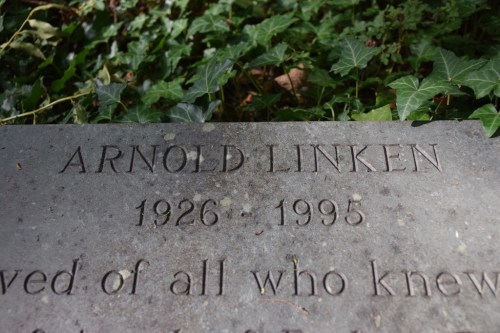 ARNOLD LINKEN
1926 - 1995
ved of all who knew